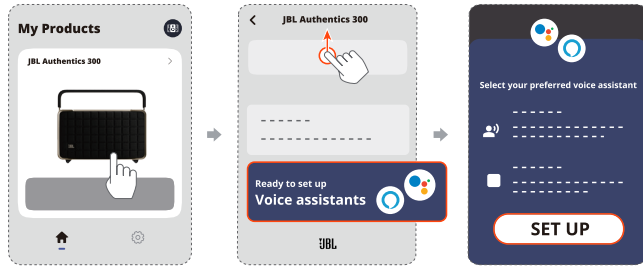 My Products
JBL Authentics 300
JBL Authentics 300
Ready to set up
Voice assistants
JBL
Select your preferred voice assistant
SET UP